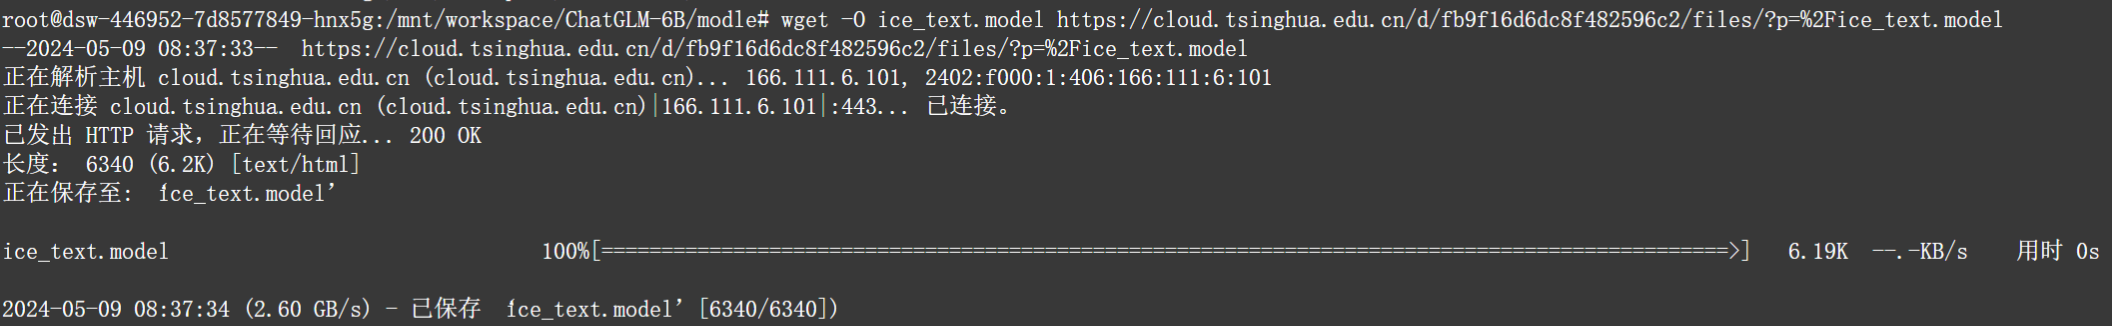 root@dsw-446952-7d8577849-hnx5g:/mnt/workspace/ChatGLM-6B/modle# wget -O ice_text.model https://cloud.tsinghua.edu.cn/d/fb9f16d6dc8f482596c2/files/?p=%2Fice_text.model
--2024-05-09 08:37:33--  https://cloud.tsinghua.edu.cn/d/fb9f16d6dc8f482596c2/files/?p=%2Fice_text.model
正在解析主机 cloud.tsinghua.edu.cn (cloud.tsinghua.edu.cn)... 166.111.6.101, 2402:f000:1:406:166:111:6:101
正在连接 cloud.tsinghua.edu.cn (cloud.tsinghua.edu.cn)|166.111.6.101|:443... 已连接。
已发出 HTTP 请求，正在等待回应... 200 OK
长度： 6340 (6.2K) [text/html]
正在保存至: ‘ice_text.model’
ice_text.model 100%[==============================================================================================>] 6.19K --.-KB/s 用时 0s
2024-05-09 08:37:34 (2.60 GB/s) - 已保存 ‘ice_text.model’ [6340/6340])